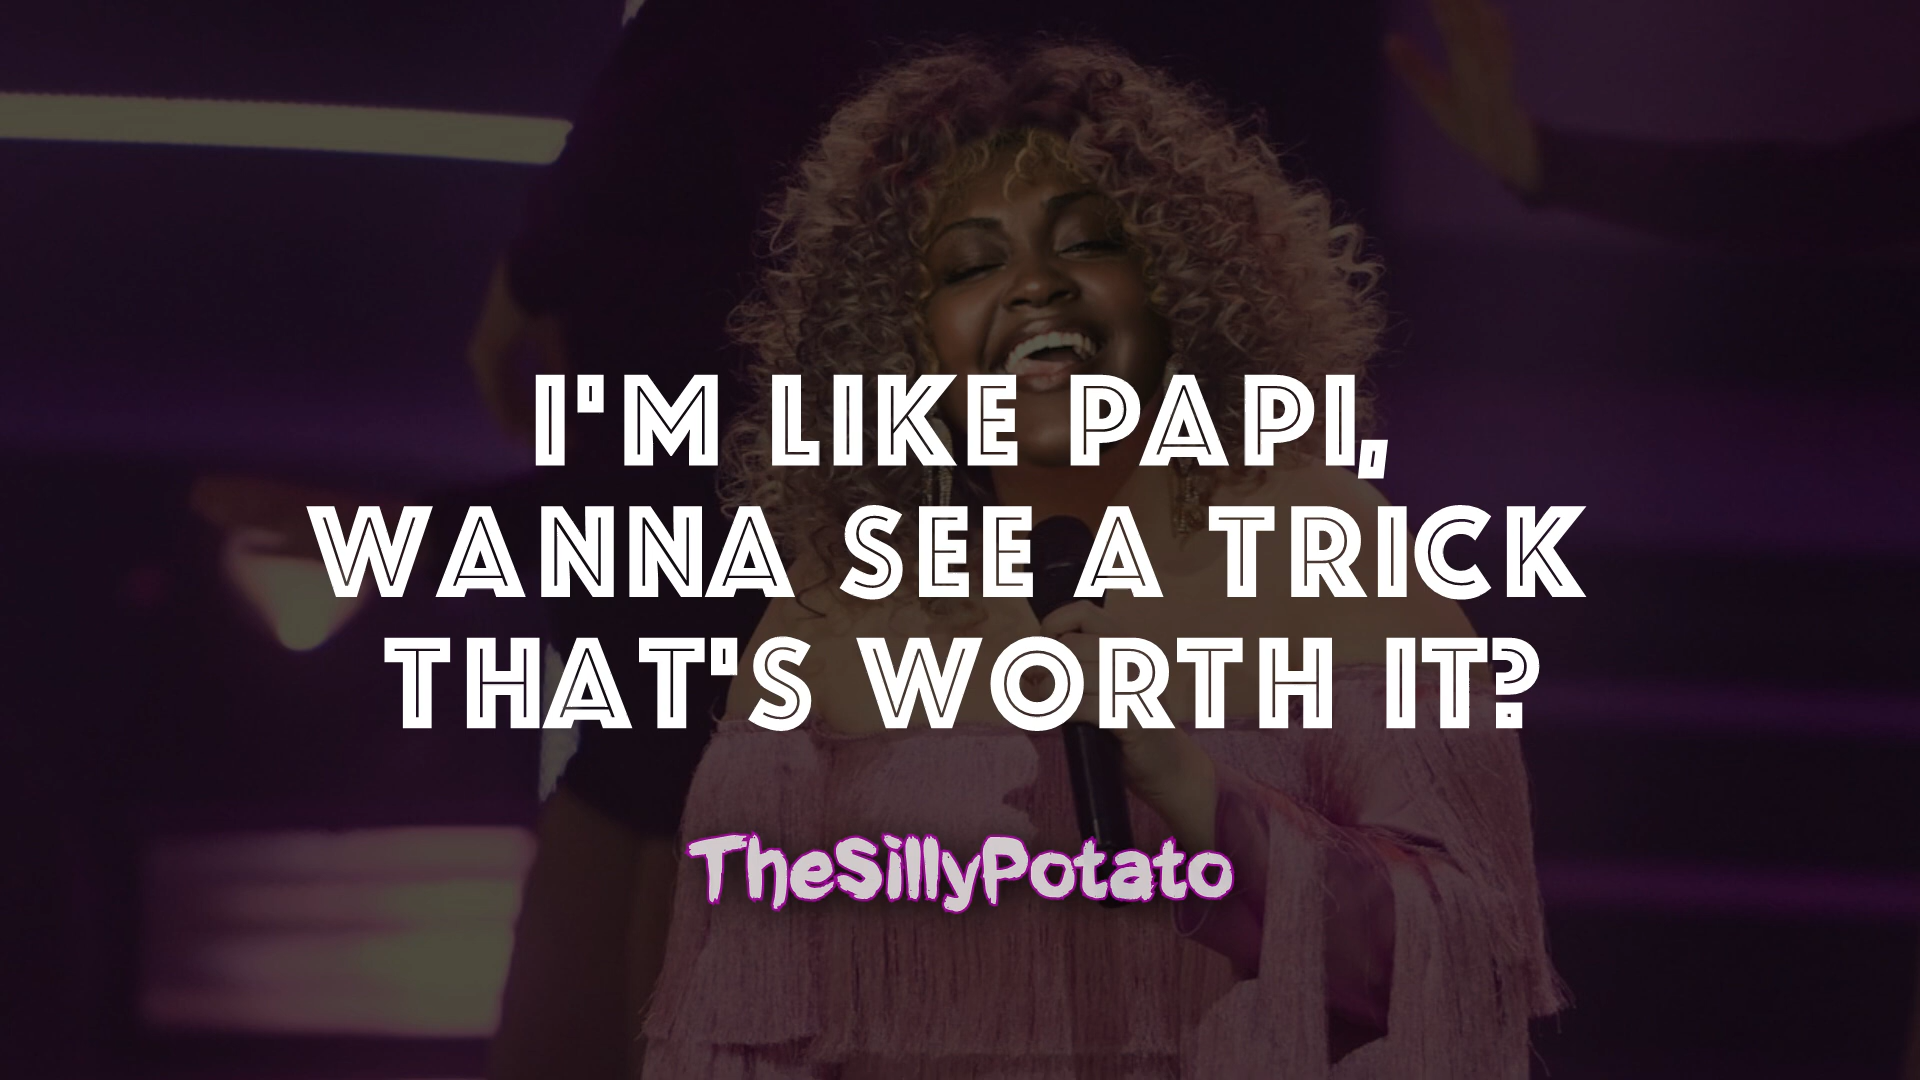 I'M LIKE PAPI,
WANNA SEE A TRICK
THAT'S WORTH IT?
TheSillyPotato